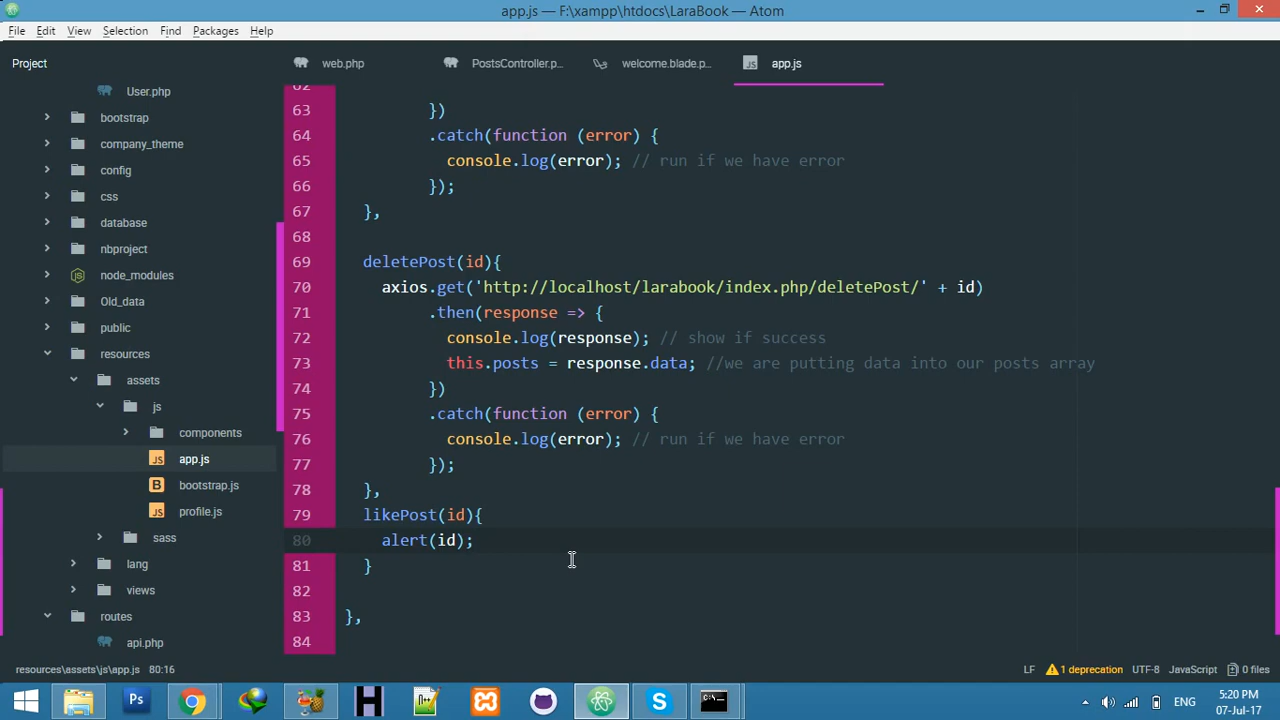 app.js — F:\xampp\htdocs\LaraBook — Atom
File Edit View Selection Find Packages Help
Project
web.php
PostsController.p...
welcome.blade.p...
app.js
User.php
bootstrap
company_theme
config
css
database
nbproject
node_modules
Old_data
public
resources
assets
js
components
app.js
bootstrap.js
profile.js
sass
lang
views
routes
api.php
62
63 })
64 .catch(function (error) {
65 console.log(error); // run if we have error
66 });
67 },
68
69 deletePost(id){
70 axios.get('http://localhost/larabook/index.php/deletePost/' + id)
71 .then(response => {
72 console.log(response); // show if success
73 this.posts = response.data; //we are putting data into our posts array
74 })
75 .catch(function (error) {
76 console.log(error); // run if we have error
77 });
78 },
79 likePost(id){
80 alert(id);
81 }
82
83 },
84
resources\assets\js\app.js 80:16
LF 1 deprecation UTF-8 JavaScript 0 files
Ps
ENG
5:20 PM
07-Jul-17